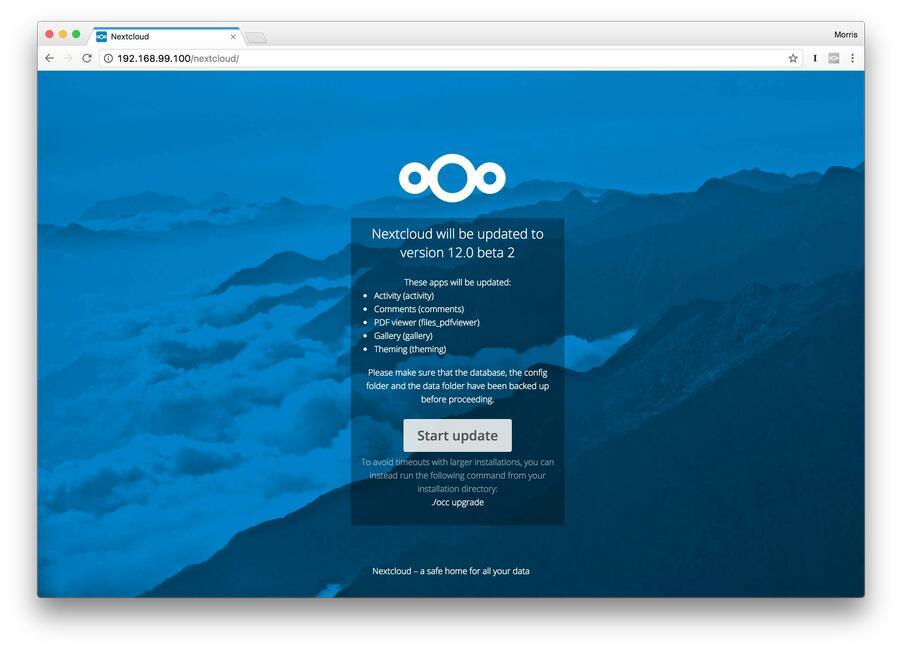 Nextcloud
Morris
192.168.99.100/nextcloud/
Nextcloud will be updated to
version 12.0 beta 2
These apps will be updated:
• Activity (activity)
• Comments (comments)
• PDF viewer (files_pdfviewer)
• Gallery (gallery)
• Theming (theming)
Please make sure that the database, the config
folder and the data folder have been backed up
before proceeding.
Start update
To avoid timeouts with larger installations, you can
instead run the following command from your
installation directory:
./occ upgrade
Nextcloud – a safe home for all your data